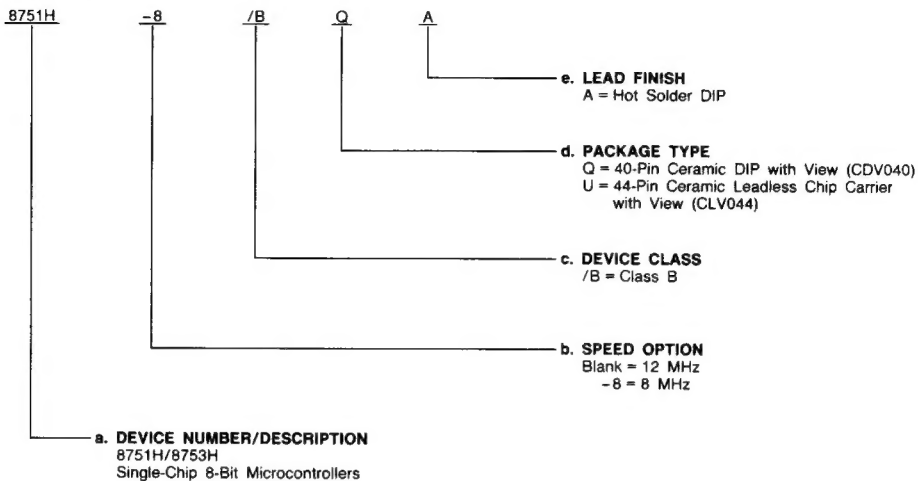 8751H -8 /B Q A
e. LEAD FINISH
A = Hot Solder DIP
d. PACKAGE TYPE
Q = 40-Pin Ceramic DIP with View (CDV040)
U = 44-Pin Ceramic Leadless Chip Carrier
with View (CLV044)
c. DEVICE CLASS
/B = Class B
b. SPEED OPTION
Blank = 12 MHz
-8 = 8 MHz
a. DEVICE NUMBER/DESCRIPTION
8751H/8753H
Single-Chip 8-Bit Microcontrollers